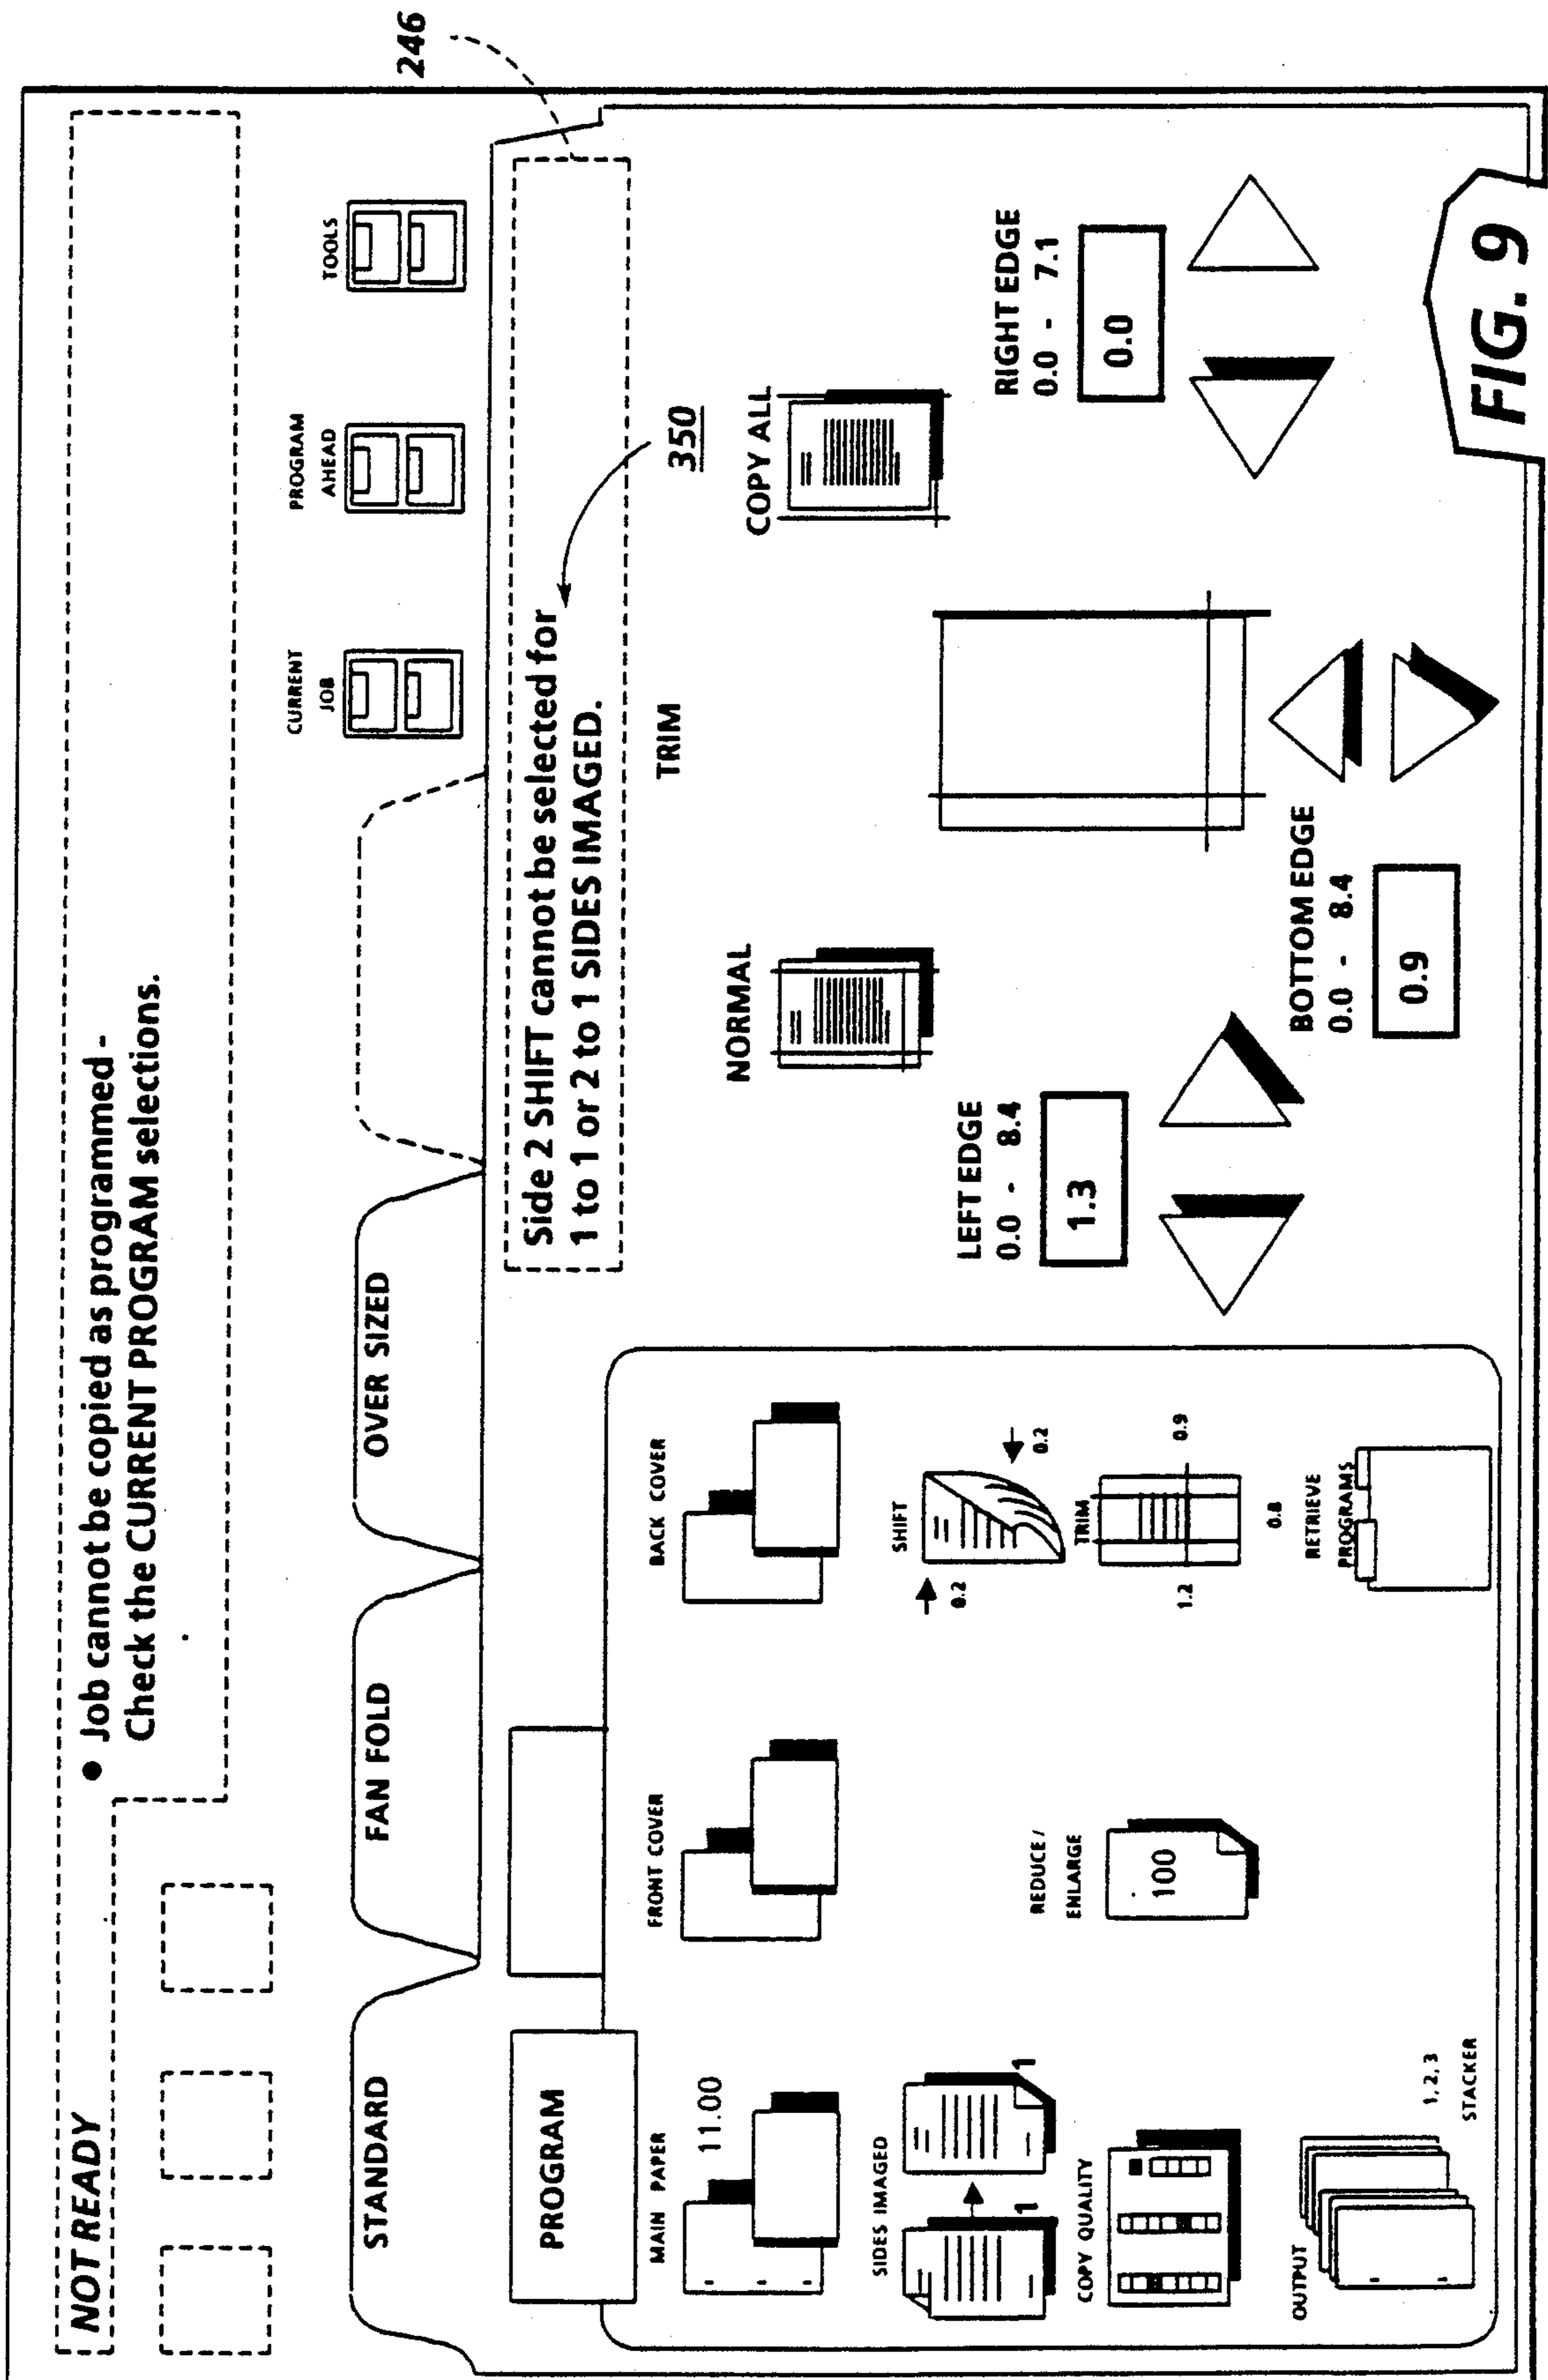 NOT READY
• Job cannot be copied as programmed -
Check the CURRENT PROGRAM selections.
CURRENT
JOB
PROGRAM
AHEAD
TOOLS
246
STANDARD
FAN FOLD
OVER SIZED
PROGRAM
Side 2 SHIFT cannot be selected for
1 to 1 or 2 to 1 SIDES IMAGED.
350
MAIN PAPER
11.00
FRONT COVER
BACK COVER
SIDES IMAGED
1
1
REDUCE /
ENLARGE
100
SHIFT
0.2
0.2
TRIM
1.2
0.9
0.8
COPY QUALITY
OUTPUT
1, 2, 3
STACKER
RETRIEVE
PROGRAMS
TRIM
NORMAL
COPY ALL
LEFT EDGE
0.0 - 8.4
1.3
BOTTOM EDGE
0.0 - 8.4
0.9
RIGHT EDGE
0.0 - 7.1
0.0
FIG. 9